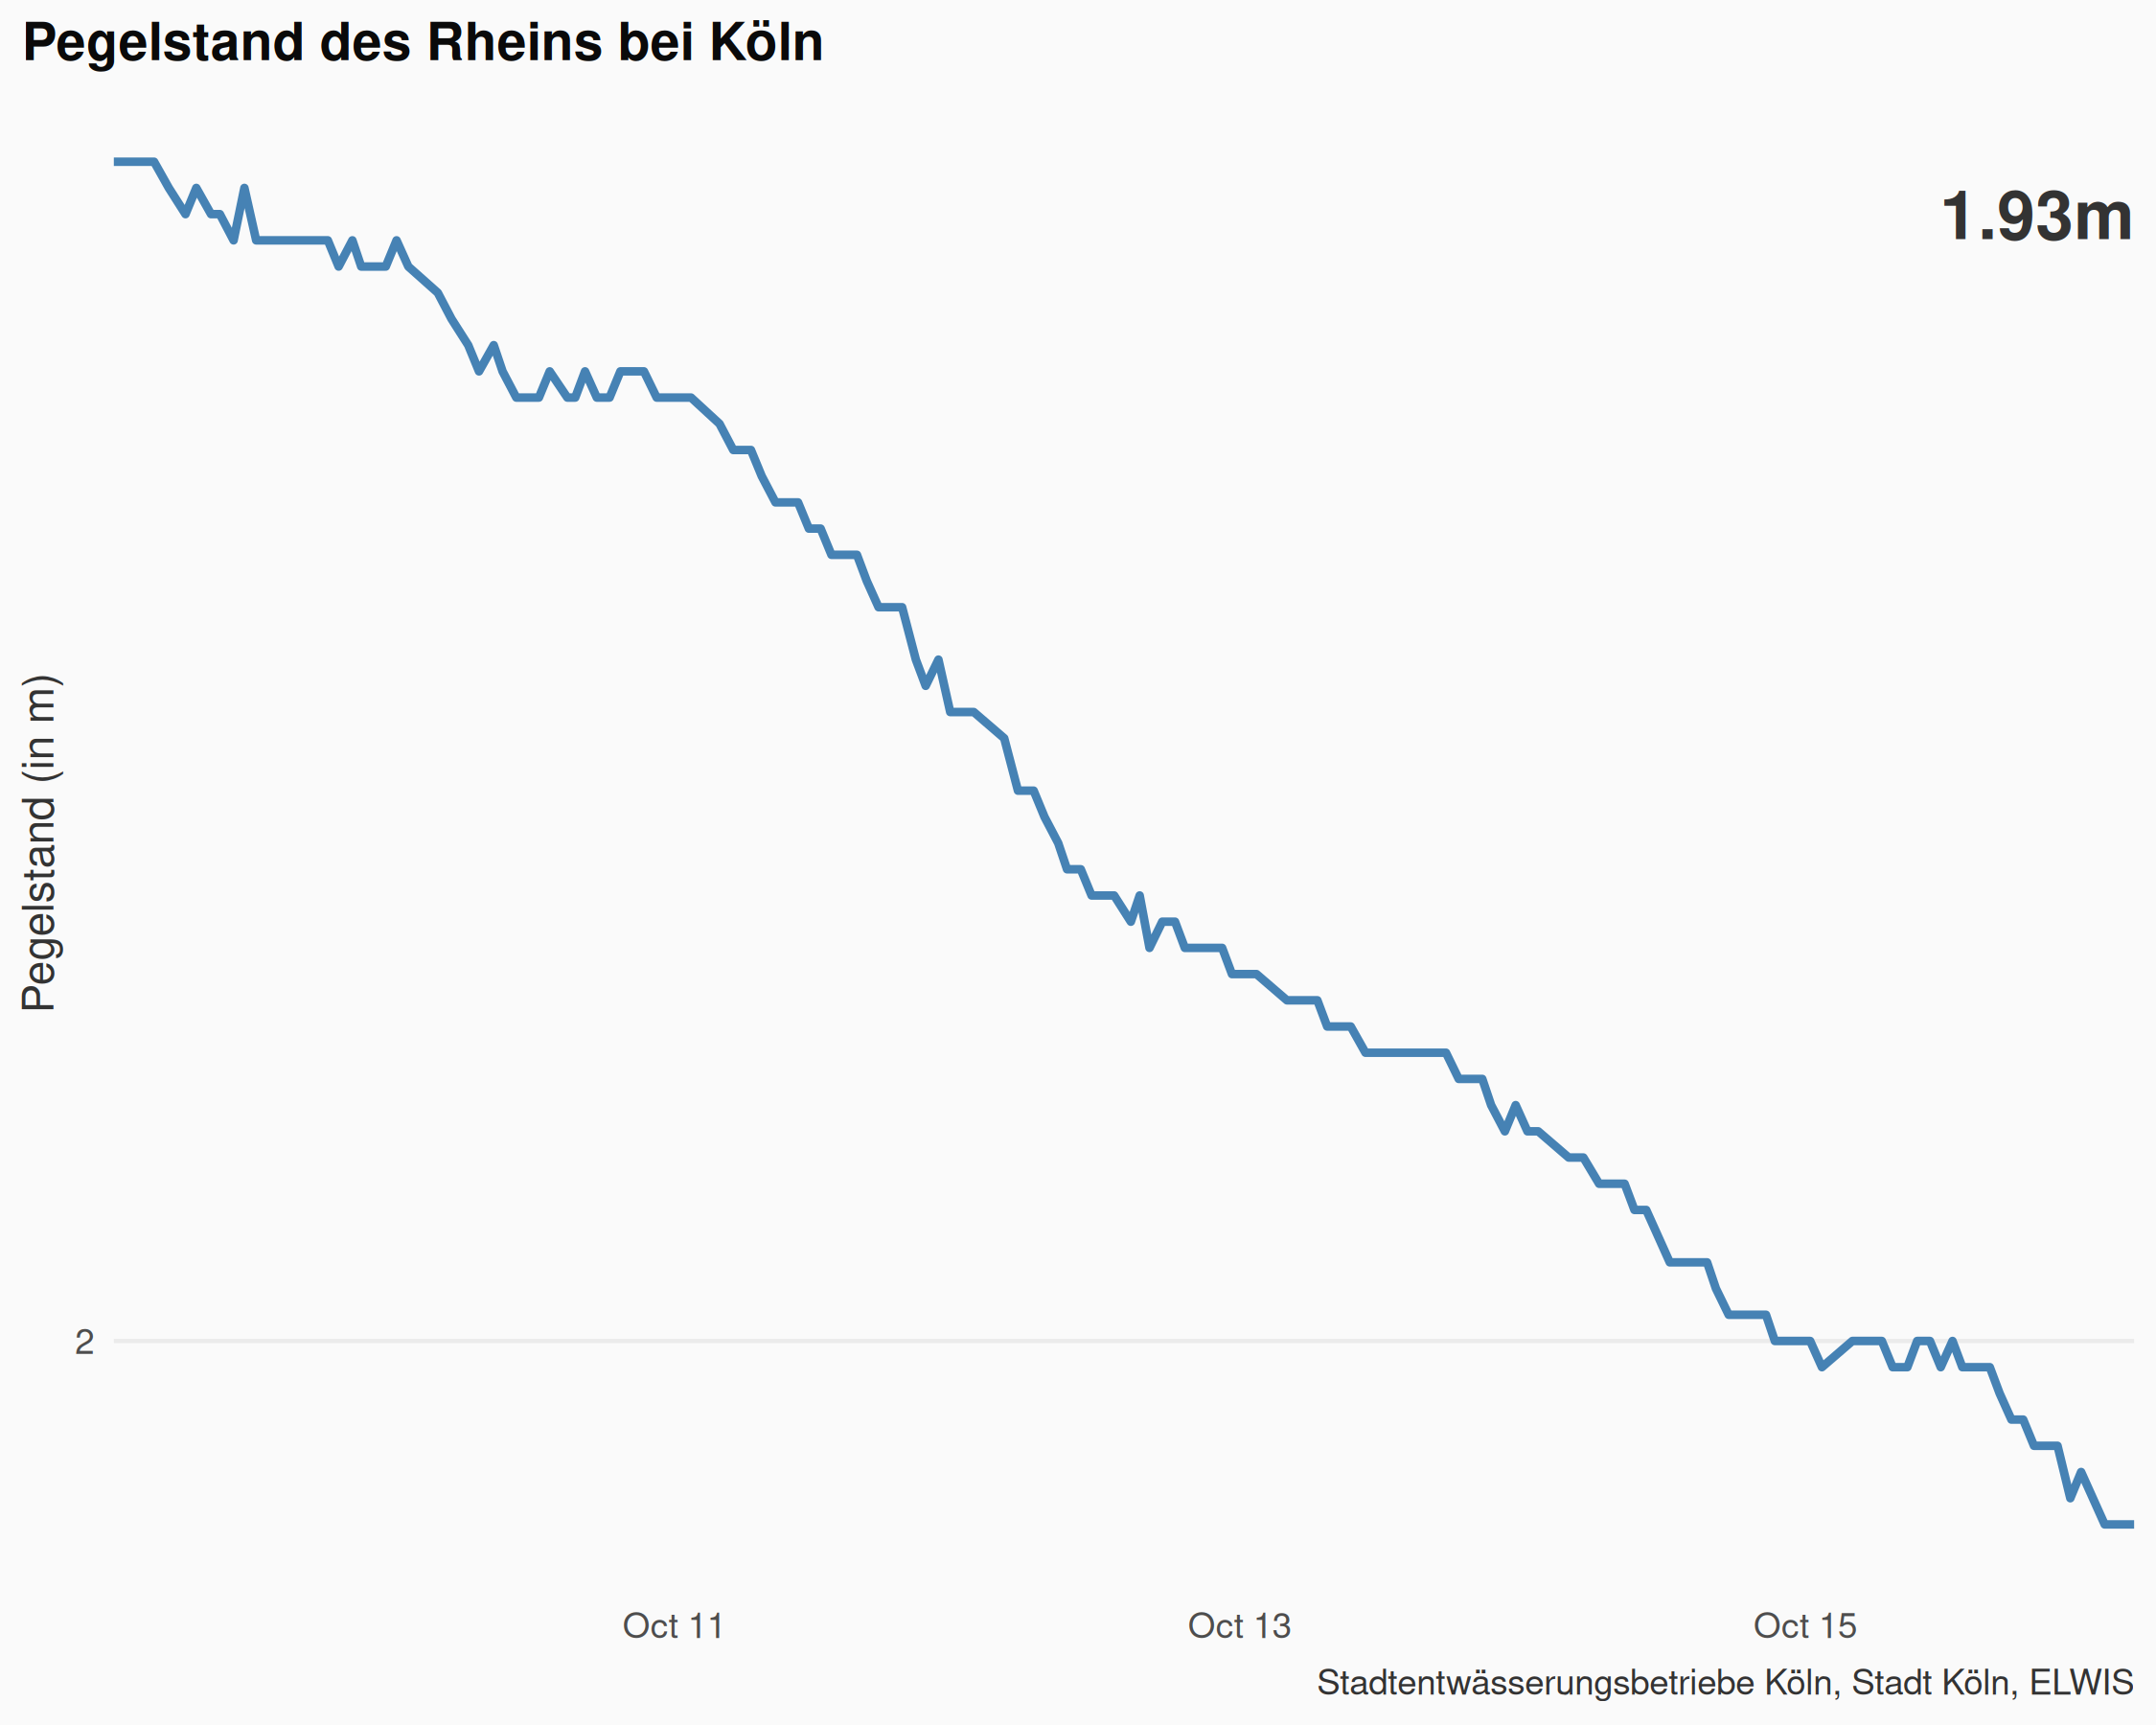 Pegelstand des Rheins bei Köln
1.93m
Pegelstand (in m)
2
Oct 11
Oct 13
Oct 15
Stadtentwässerungsbetriebe Köln, Stadt Köln, ELWIS